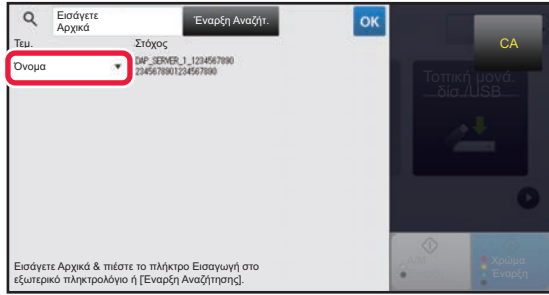 Εισάγετε
Αρχικά
Έναρξη Αναζήτ.
OK
CA
Τεμ.
Στόχος
Όνομα
DAP_SERVER_1_1234567890
2345678901234567890
Τοπική μονά.
δίσ./USB
Α/Μ
Χρώμα
Έναρξη
Εισάγετε Αρχικά & πιέστε το πλήκτρο Εισαγωγή στο
εξωτερικό πληκτρολόγιο ή [Έναρξη Αναζήτησης].